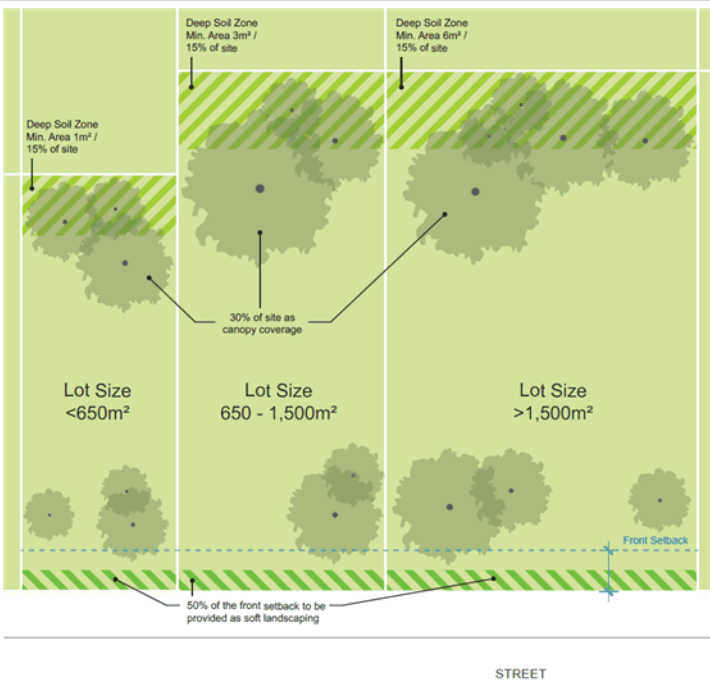 Deep Soil Zone
Min. Area 3m² /
15% of site
Deep Soil Zone
Min. Area 6m² /
15% of site
Deep Soil Zone
Min. Area 1m² /
15% of site
30% of site as
canopy coverage
Lot Size
<650m²
Lot Size
650 - 1,500m²
Lot Size
>1,500m²
Front Setback
50% of the front setback to be
provided as soft landscaping
STREET